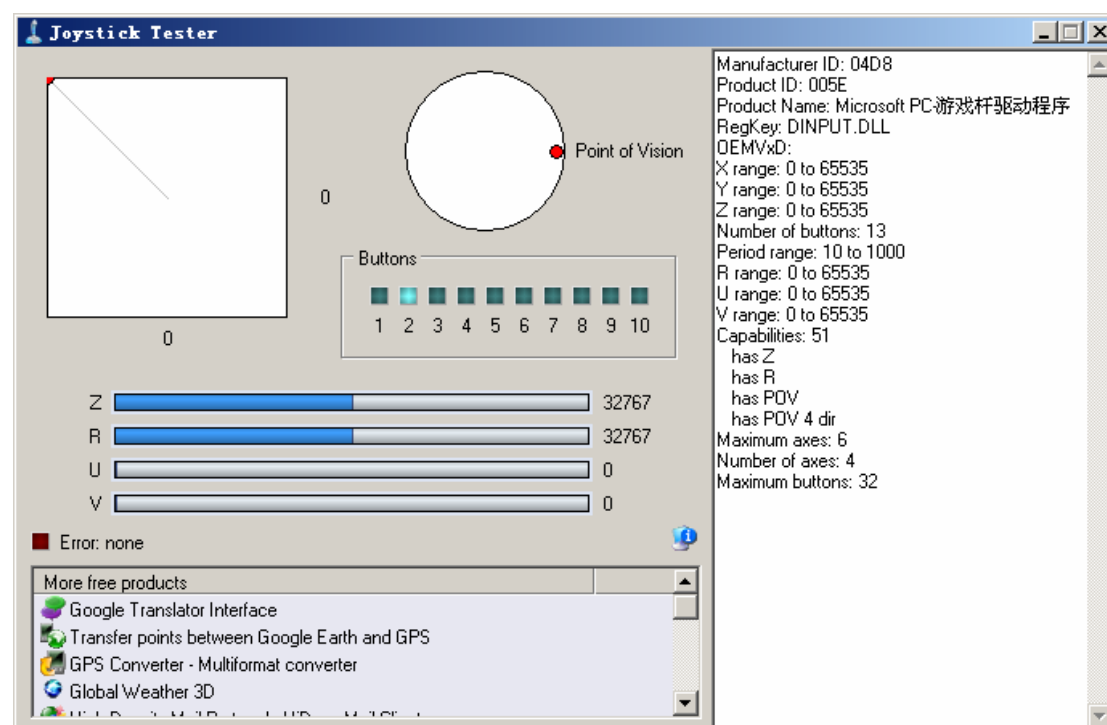 Joystick Tester
0
0
Point of Vision
Buttons
1 2 3 4 5 6 7 8 9 10
Z 32767
R 32767
U 0
V 0
Error: none
More free products
Google Translator Interface
Transfer points between Google Earth and GPS
GPS Converter - Multiformat converter
Global Weather 3D
Manufacturer ID: 04D8
Product ID: 005E
Product Name: Microsoft PC-游戏杆驱动程序
RegKey: DINPUT.DLL
OEMVxD:
X range: 0 to 65535
Y range: 0 to 65535
Z range: 0 to 65535
Number of buttons: 13
Period range: 10 to 1000
R range: 0 to 65535
U range: 0 to 65535
V range: 0 to 65535
Capabilities: 51
has Z
has R
has POV
has POV 4 dir
Maximum axes: 6
Number of axes: 4
Maximum buttons: 32